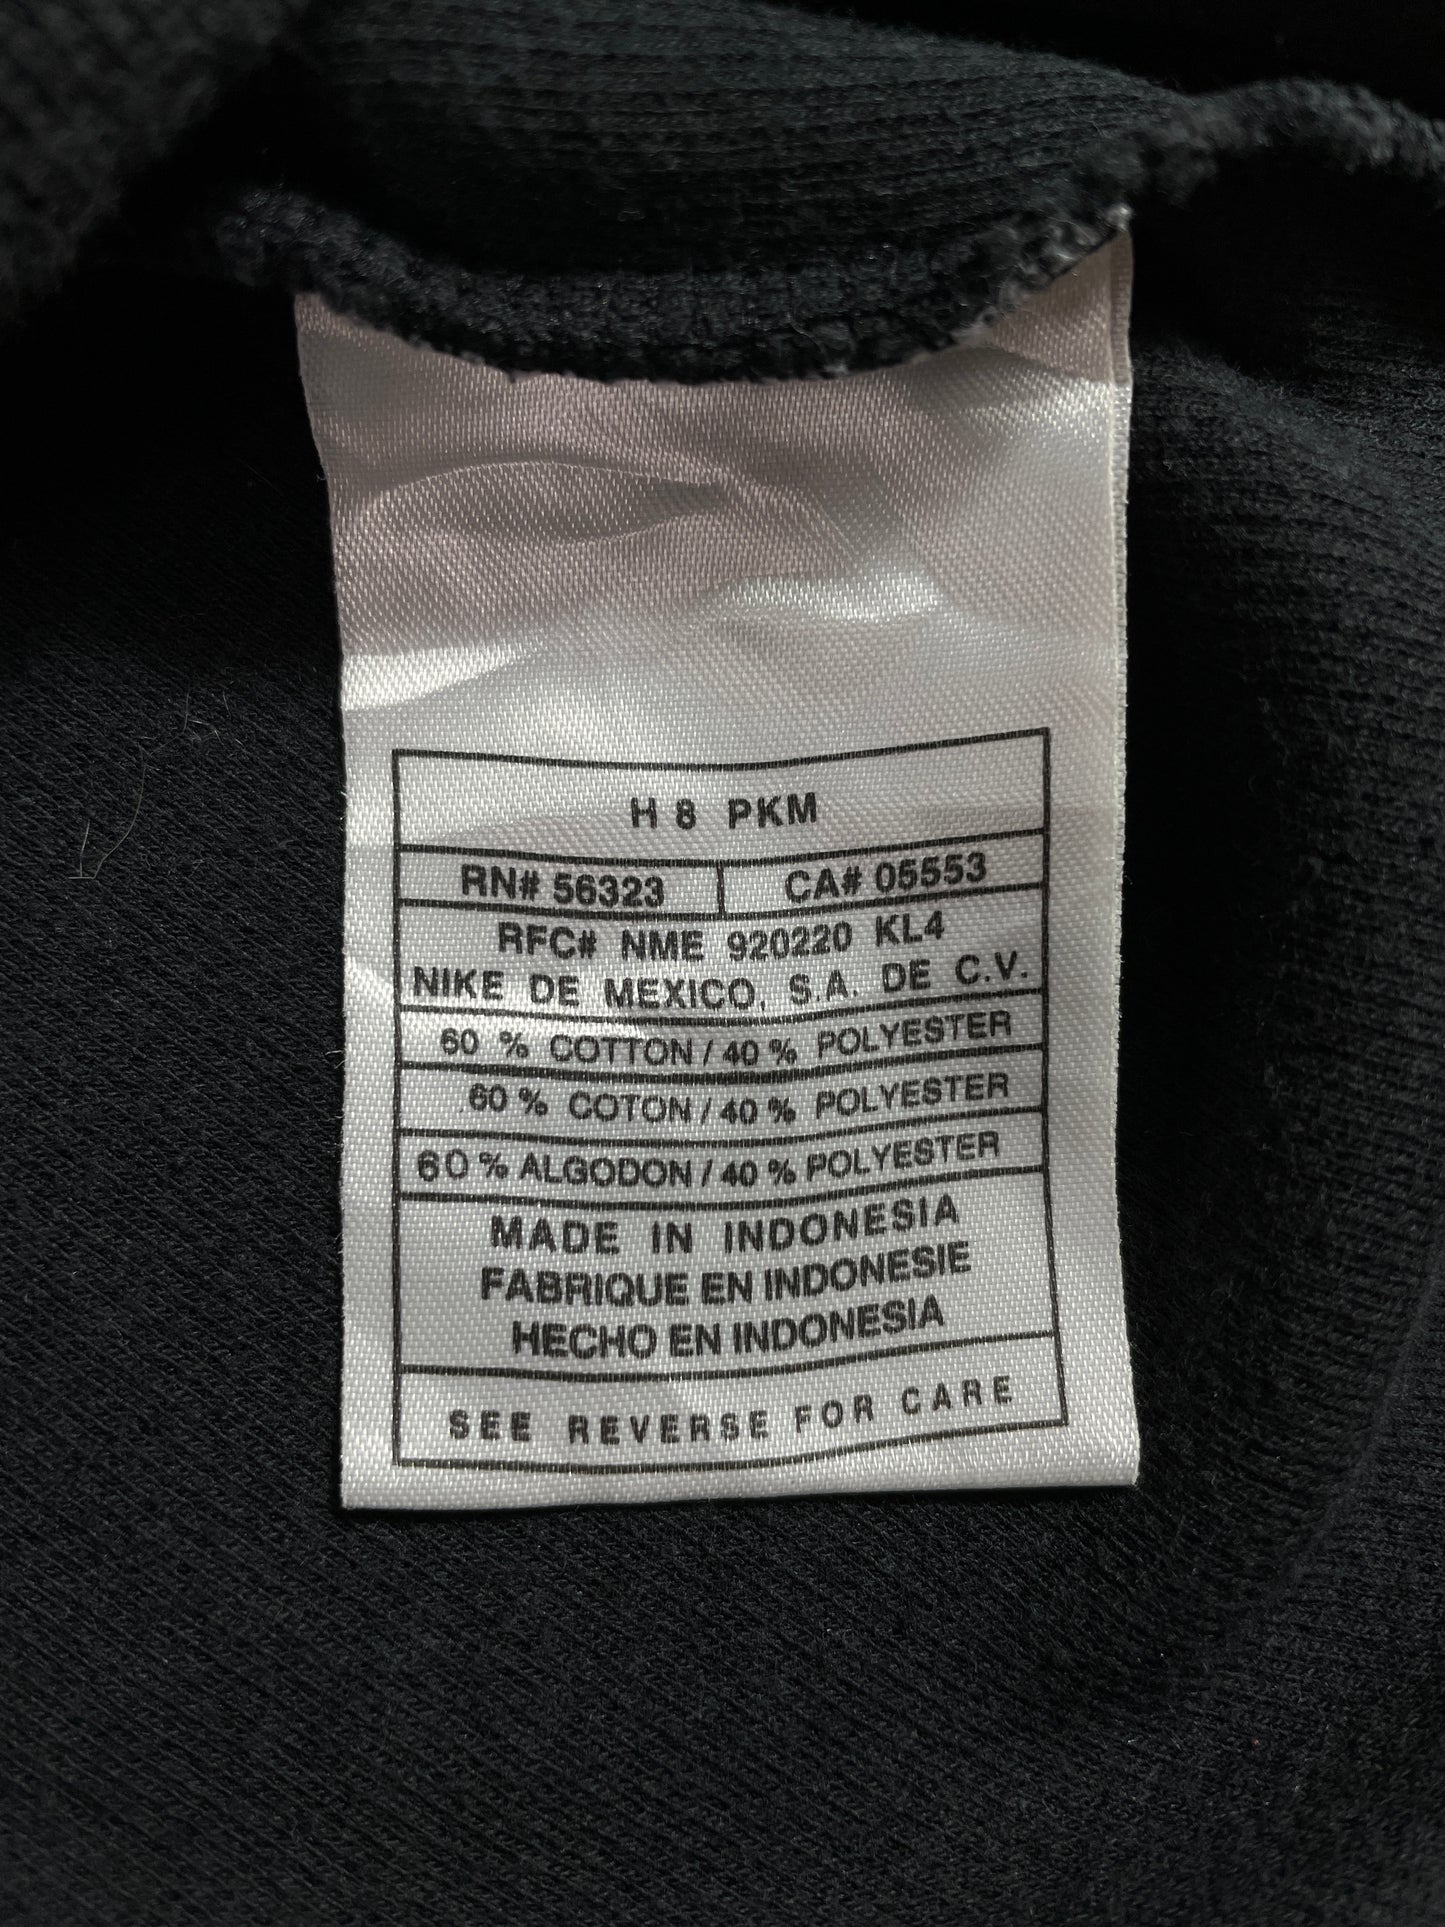 H 8 PKM
RN# 56323 CA# 05553
RFC# NME 920220 KL4
NIKE DE MEXICO, S.A. DE C.V.
60 % COTTON / 40 % POLYESTER
60 % COTON / 40 % POLYESTER
60 % ALGODON / 40 % POLYESTER
MADE IN INDONESIA
FABRIQUE EN INDONESIE
HECHO EN INDONESIA
SEE REVERSE FOR CARE